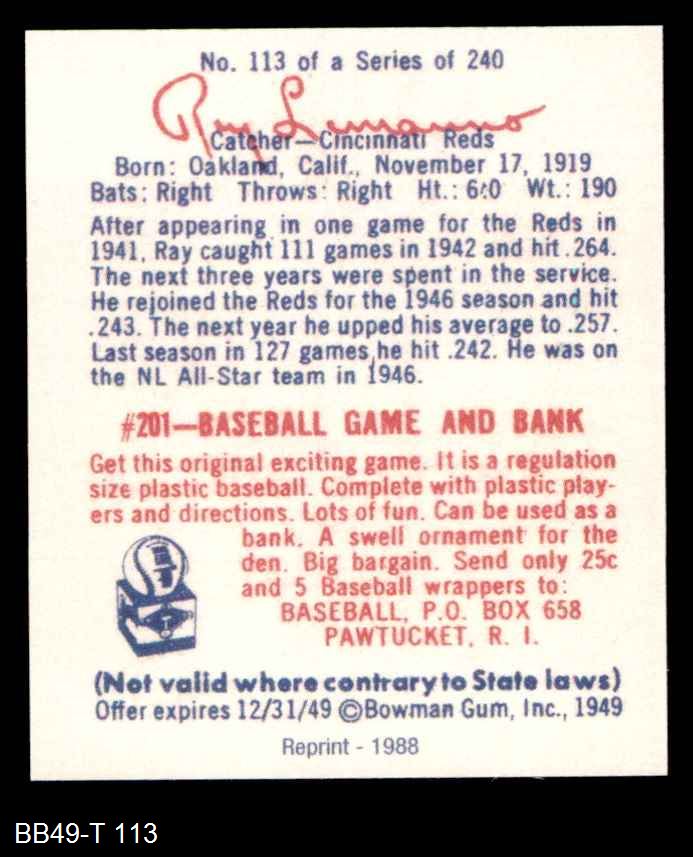 No. 113 of a Series of 240
Ray Lamanno
Catcher—Cincinnati Reds
Born: Oakland, Calif., November 17, 1919
Bats: Right Throws: Right Ht.: 6:0 Wt.: 190
After appearing in one game for the Reds in
1941, Ray caught 111 games in 1942 and hit .264.
The next three years were spent in the service.
He rejoined the Reds for the 1946 season and hit
.243. The next year he upped his average to .257.
Last season in 127 games he hit .242. He was on
the NL All-Star team in 1946.
#201—BASEBALL GAME AND BANK
Get this original exciting game. It is a regulation
size plastic baseball. Complete with plastic play-
ers and directions. Lots of fun. Can be used as a
bank. A swell ornament for the
den. Big bargain. Send only 25c
and 5 Baseball wrappers to:
BASEBALL, P.O. BOX 658
PAWTUCKET, R. I.
(Not valid where contrary to State laws)
Offer expires 12/31/49 ©Bowman Gum, Inc., 1949
Reprint - 1988
BB49-T 113